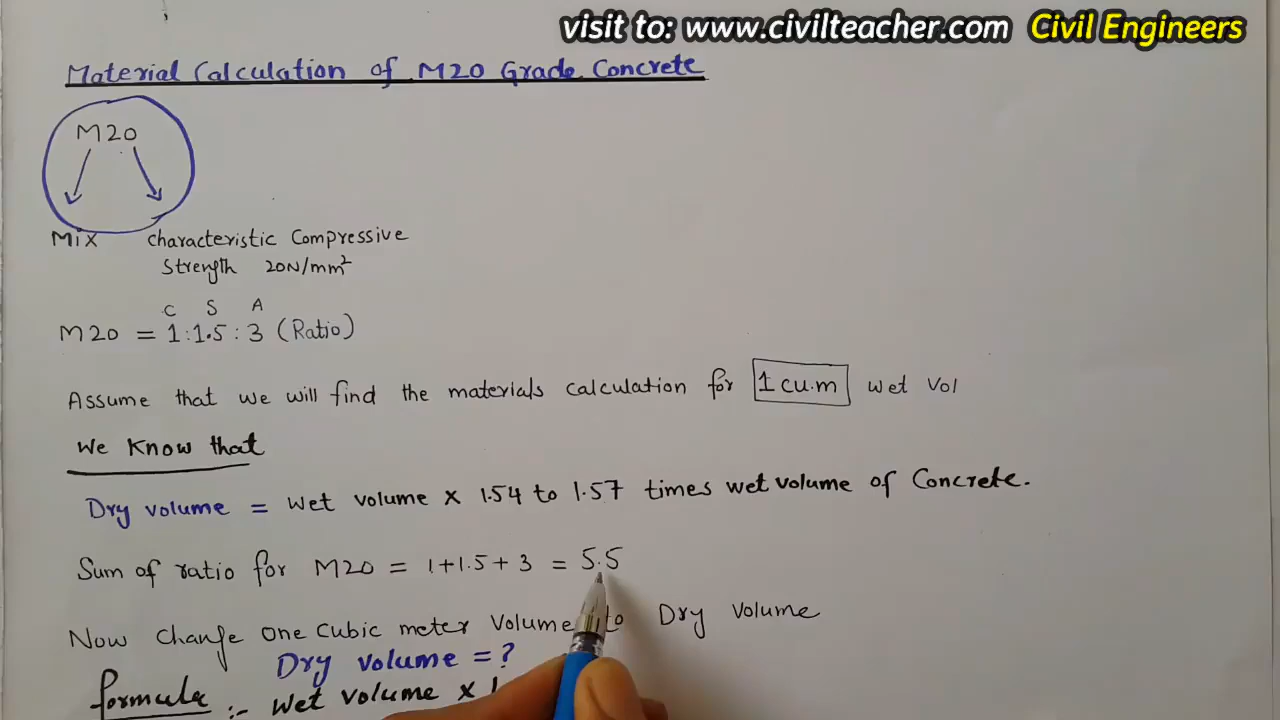 visit to: www.civilteacher.com Civil Engineers
Material Calculation of M20 Grade Concrete
M20
Mix characteristic Compressive
Strength 20N/mm²
C S A
M20 = 1:1.5:3 (Ratio)
Assume that we will find the materials calculation for 1 cu.m wet Vol
We Know that
Dry volume = wet volume x 1.54 to 1.57 times wet volume of Concrete.
Sum of ratio for M20 = 1+1.5+3 = 5.5
Now Change One Cubic meter Volume to Dry Volume
Dry volume = ?
formula :- wet volume x